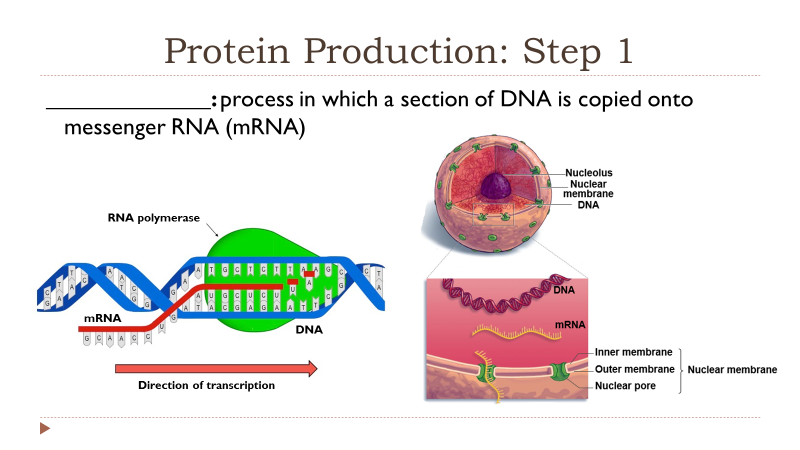 Protein Production: Step 1
____________: process in which a section of DNA is copied onto
messenger RNA (mRNA)
RNA polymerase
mRNA
DNA
Direction of transcription
Nucleolus
Nuclear
membrane
DNA
DNA
mRNA
Inner membrane
Outer membrane
Nuclear pore
Nuclear membrane